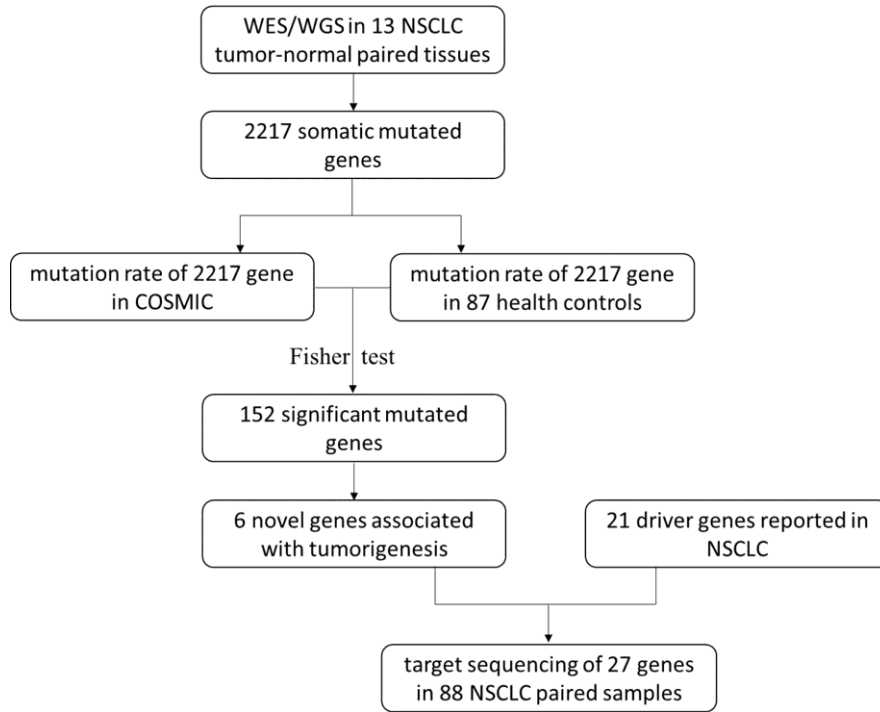 WES/WGS in 13 NSCLC
tumor-normal paired tissues
2217 somatic mutated
genes
mutation rate of 2217 gene
in COSMIC
mutation rate of 2217 gene
in 87 health controls
Fisher test
152 significant mutated
genes
6 novel genes associated
with tumorigenesis
21 driver genes reported in
NSCLC
target sequencing of 27 genes
in 88 NSCLC paired samples